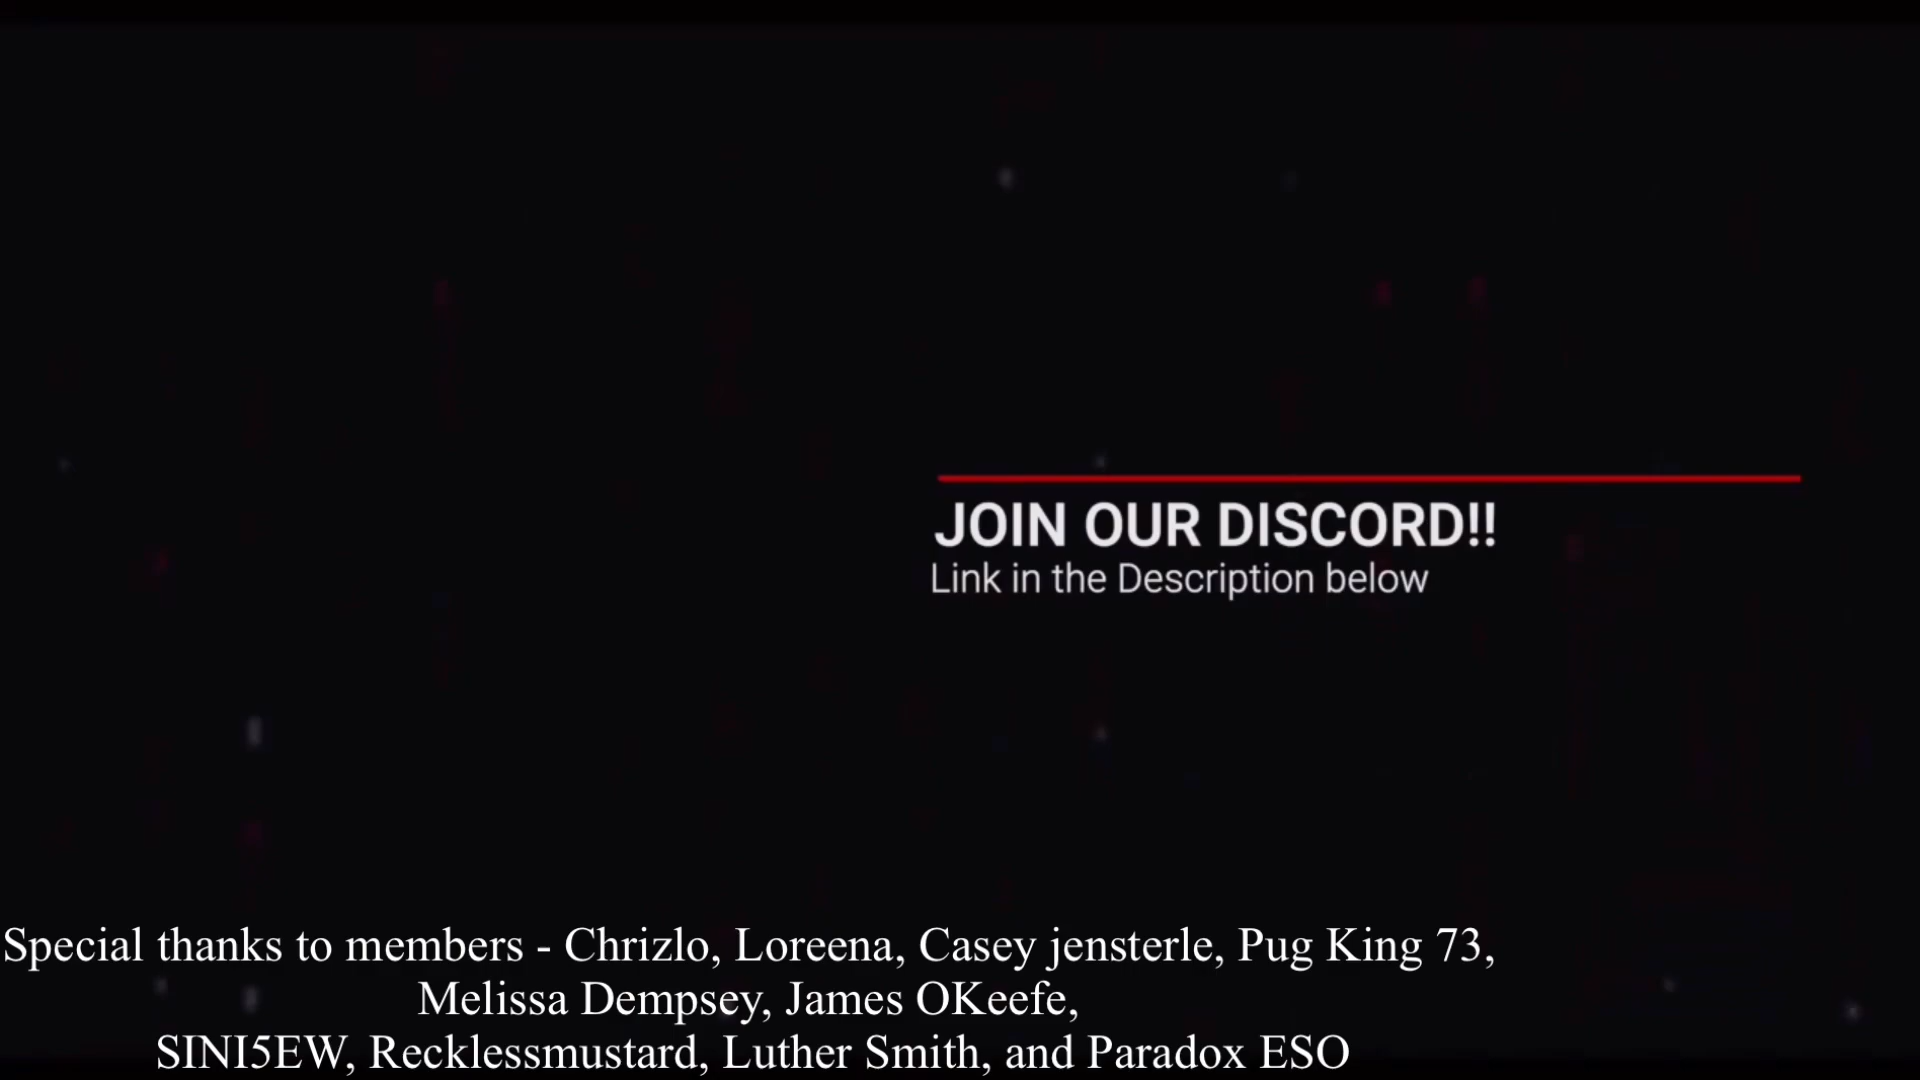 JOIN OUR DISCORD!!
Link in the Description below
Special thanks to members - Chrizlo, Loreena, Casey jensterle, Pug King 73,
Melissa Dempsey, James OKeefe,
SINI5EW, Recklessmustard, Luther Smith, and Paradox ESO